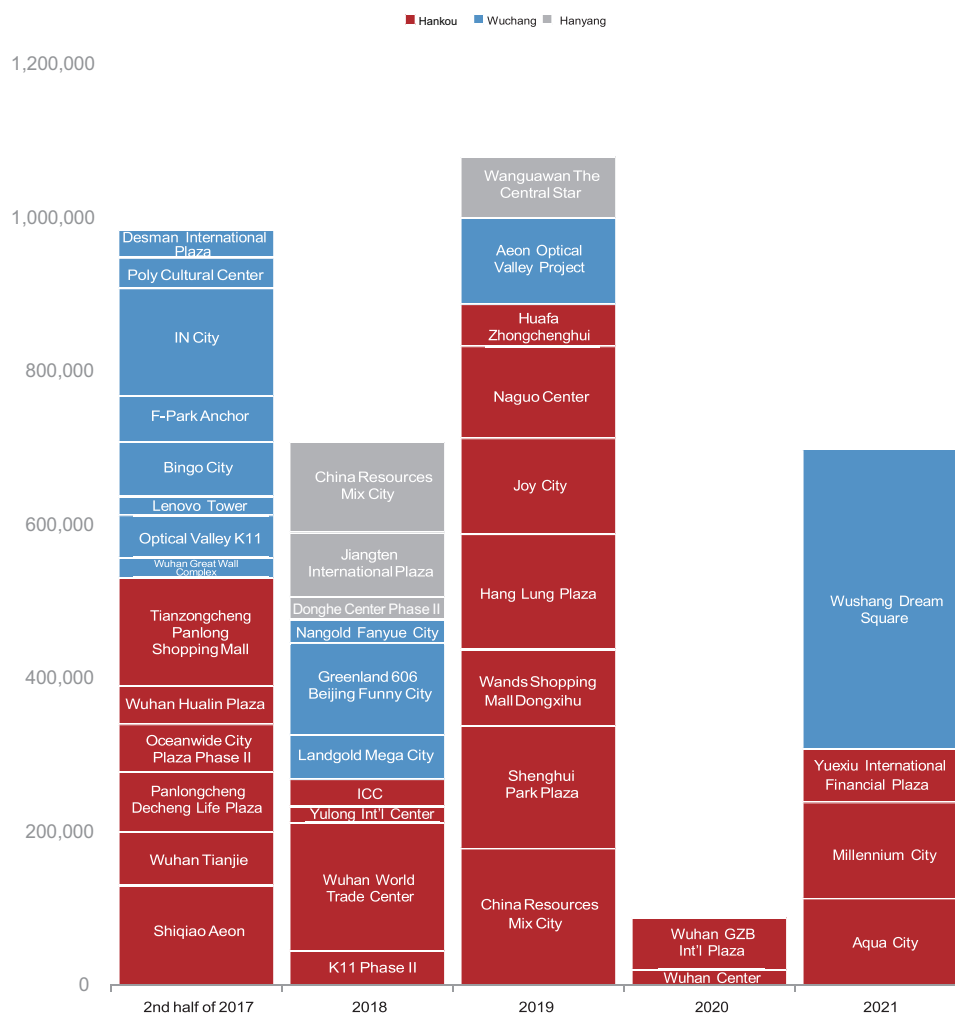 Hankou Wuchang Hanyang
1,200,000
1,000,000
800,000
600,000
400,000
200,000
0
Desman International
Plaza
Poly Cultural Center
IN City
F-Park Anchor
Bingo City
Lenovo Tower
Optical Valley K11
Wuhan Great Wall
Complex
Tianzongcheng
Panlong
Shopping Mall
Wuhan Hualin Plaza
Oceanwide City
Plaza Phase II
Panlongcheng
Decheng Life Plaza
Wuhan Tianjie
Shiqiao Aeon
China Resources
Mix City
Jiangten
International Plaza
Donghe Center Phase II
Nangold Fanyue City
Greenland 606
Beijing Funny City
Landgold Mega City
ICC
Yulong Int'l Center
Wuhan World
Trade Center
K11 Phase II
Wanguawan The
Central Star
Aeon Optical
Valley Project
Huafa
Zhongchenghui
Naguo Center
Joy City
Hang Lung Plaza
Wands Shopping
Mall Dongxihu
Shenghui
Park Plaza
China Resources
Mix City
Wuhan GZB
Int'l Plaza
Wuhan Center
Wushang Dream
Square
Yuexiu International
Financial Plaza
Millennium City
Aqua City
2nd half of 2017 2018 2019 2020 2021